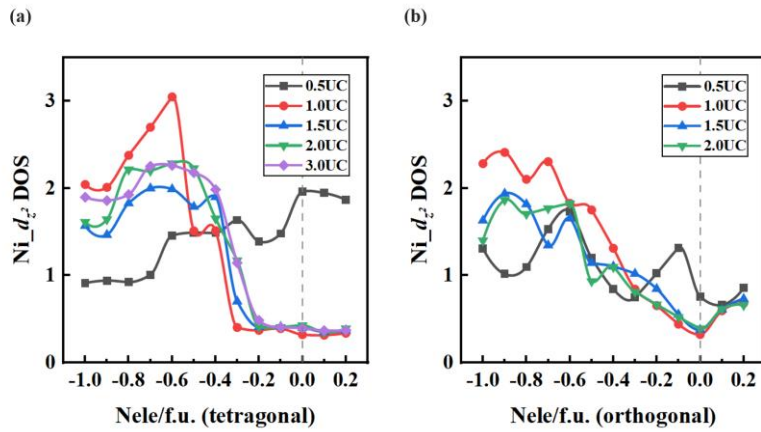 (a)
3
2
1
0
Ni_d_z² DOS
0.5UC
1.0UC
1.5UC
2.0UC
3.0UC
-1.0 -0.8 -0.6 -0.4 -0.2 0.0 0.2
Nele/f.u. (tetragonal)
(b)
3
2
1
0
Ni_d_z² DOS
0.5UC
1.0UC
1.5UC
2.0UC
-1.0 -0.8 -0.6 -0.4 -0.2 0.0 0.2
Nele/f.u. (orthogonal)